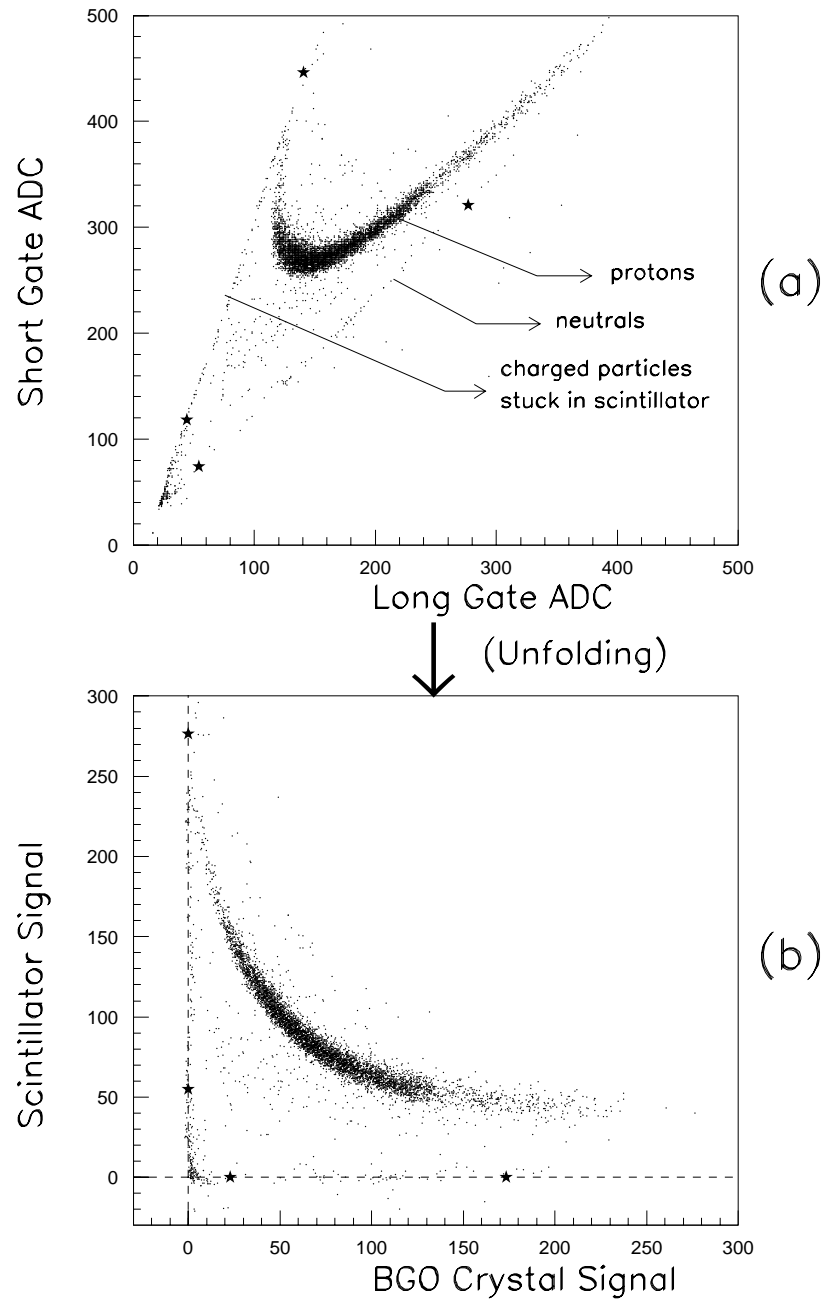 500
400
300
200
100
0
Short Gate ADC
protons
neutrals
charged particles
stuck in scintillator
(a)
0 100 200 300 400 500
Long Gate ADC
(Unfolding)
300
250
200
150
100
50
0
Scintillator Signal
(b)
0 50 100 150 200 250 300
BGO Crystal Signal